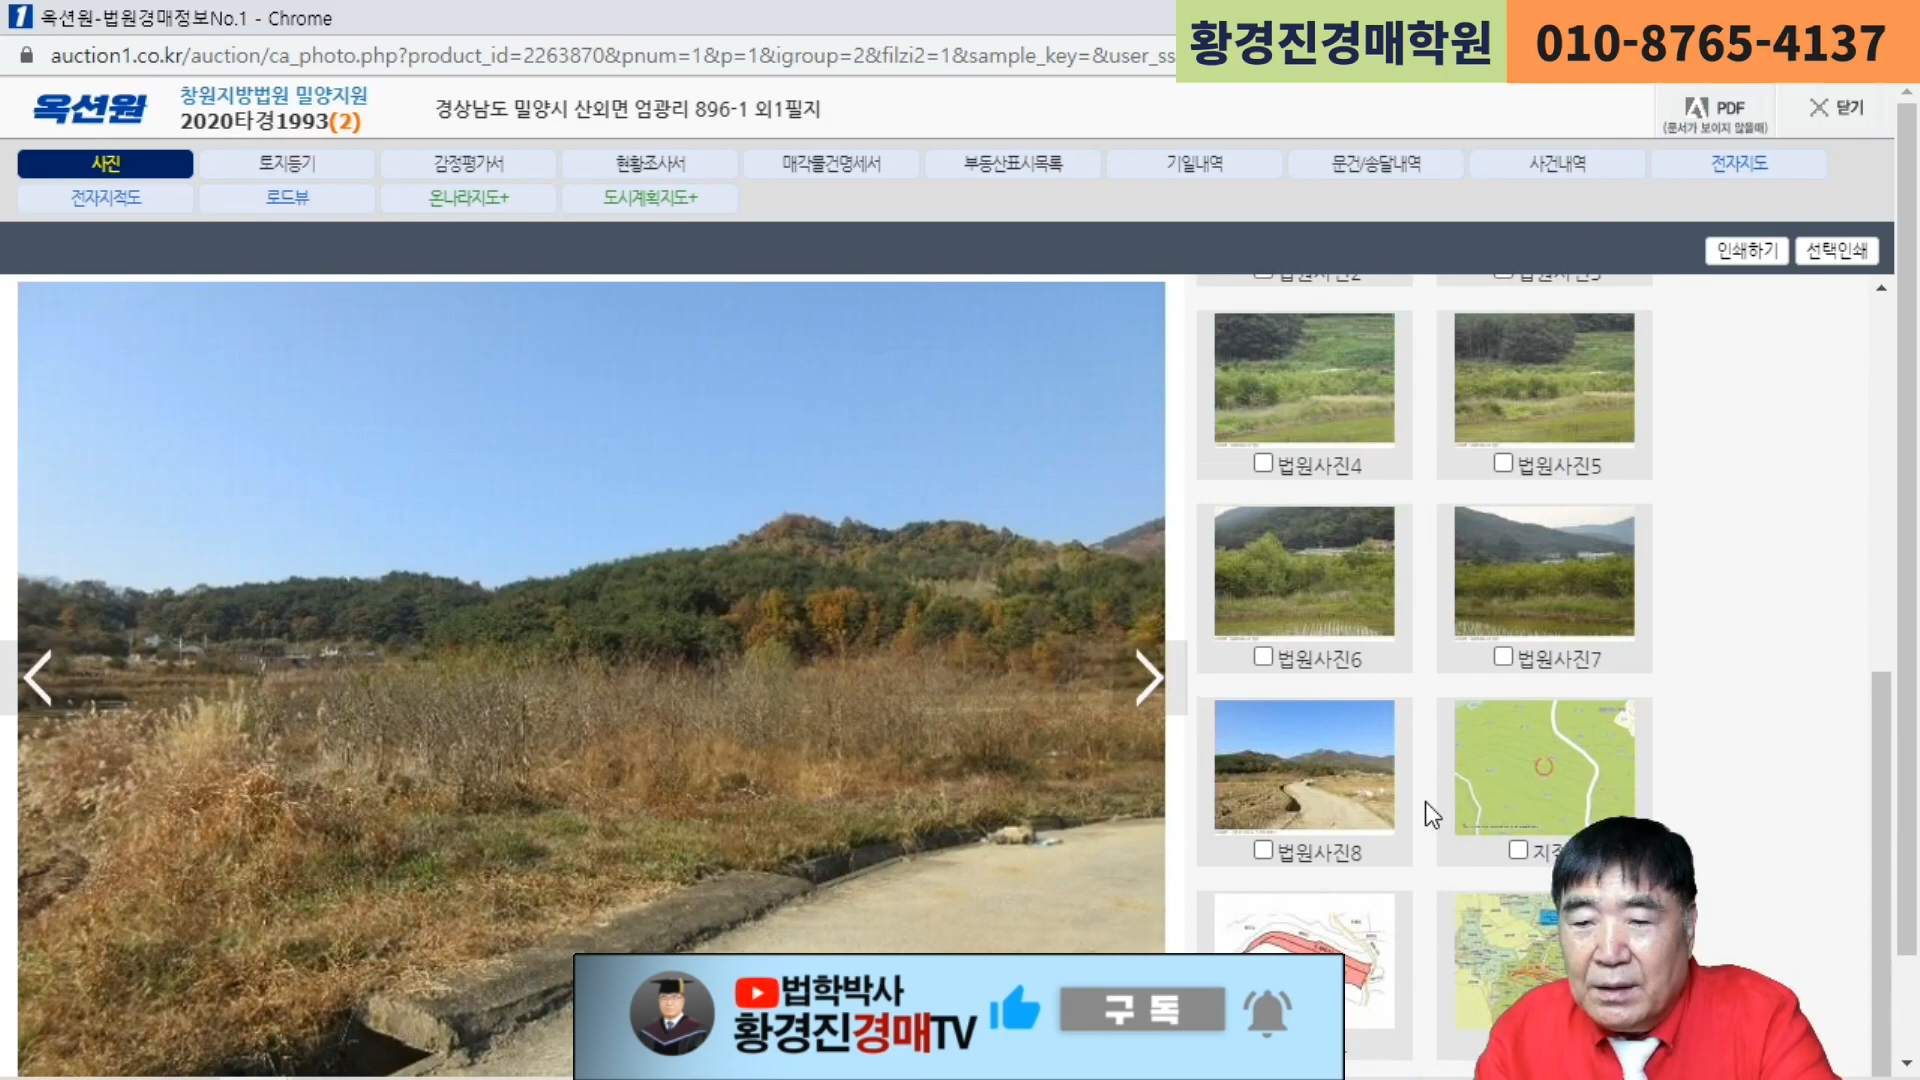 옥션원-법원경매정보No.1 - Chrome
auction1.co.kr/auction/ca_photo.php?product_id=2263870&pnum=1&p=1&igroup=2&filzi2=1&sample_key=&user_ss
황경진경매학원 010-8765-4137
옥션원
창원지방법원 밀양지원
2020타경1993(2)
경상남도 밀양시 산외면 엄광리 896-1 외1필지
PDF
(문서가 보이지 않을때)
닫기
사진 토지등기 감정평가서 현황조사서 매각물건명세서 부동산표시목록 기일내역 문건/송달내역 사건내역 전자지도
전자지적도 로드뷰 온나라지도+ 도시계획지도+
인쇄하기 선택인쇄
법원사진2 법원사진3
법원사진4 법원사진5
법원사진6 법원사진7
법원사진8
법학박사
황경진경매TV
구독